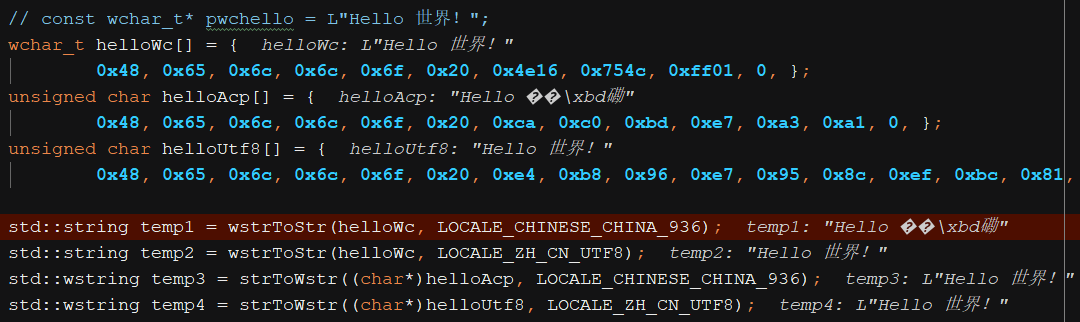 // const wchar_t* pwchello = L"Hello 世界！";
wchar_t helloWc[] = {  helloWc: L"Hello 世界！"
0x48, 0x65, 0x6c, 0x6c, 0x6f, 0x20, 0x4e16, 0x754c, 0xff01, 0, };
unsigned char helloAcp[] = {  helloAcp: "Hello ��\xbd磡"
0x48, 0x65, 0x6c, 0x6c, 0x6f, 0x20, 0xca, 0xc0, 0xbd, 0xe7, 0xa3, 0xa1, 0, };
unsigned char helloUtf8[] = {  helloUtf8: "Hello 世界！"
0x48, 0x65, 0x6c, 0x6c, 0x6f, 0x20, 0xe4, 0xb8, 0x96, 0xe7, 0x95, 0x8c, 0xef, 0xbc, 0x81,
std::string temp1 = wstrToStr(helloWc, LOCALE_CHINESE_CHINA_936);  temp1: "Hello ��\xbd磡"
std::string temp2 = wstrToStr(helloWc, LOCALE_ZH_CN_UTF8);  temp2: "Hello 世界！"
std::wstring temp3 = strToWstr((char*)helloAcp, LOCALE_CHINESE_CHINA_936);  temp3: L"Hello 世界！"
std::wstring temp4 = strToWstr((char*)helloUtf8, LOCALE_ZH_CN_UTF8);  temp4: L"Hello 世界！"